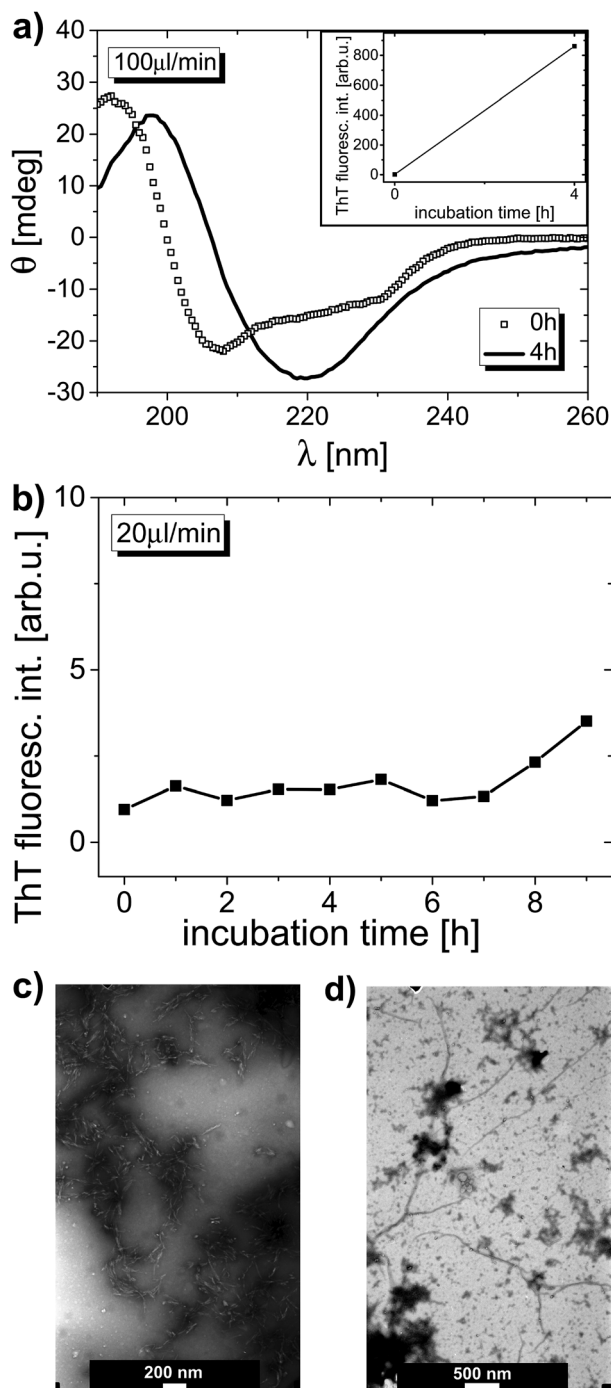 a)
100μl/min
θ [mdeg]
40
30
20
10
0
-10
-20
-30
200
220
240
260
λ [nm]
0h
4h
ThT fluoresc. int. [arb.u.]
800
600
400
200
0
0
4
incubation time [h]
b)
20μl/min
ThT fluoresc. int. [arb.u.]
10
5
0
0
2
4
6
8
incubation time [h]
c)
200 nm
d)
500 nm